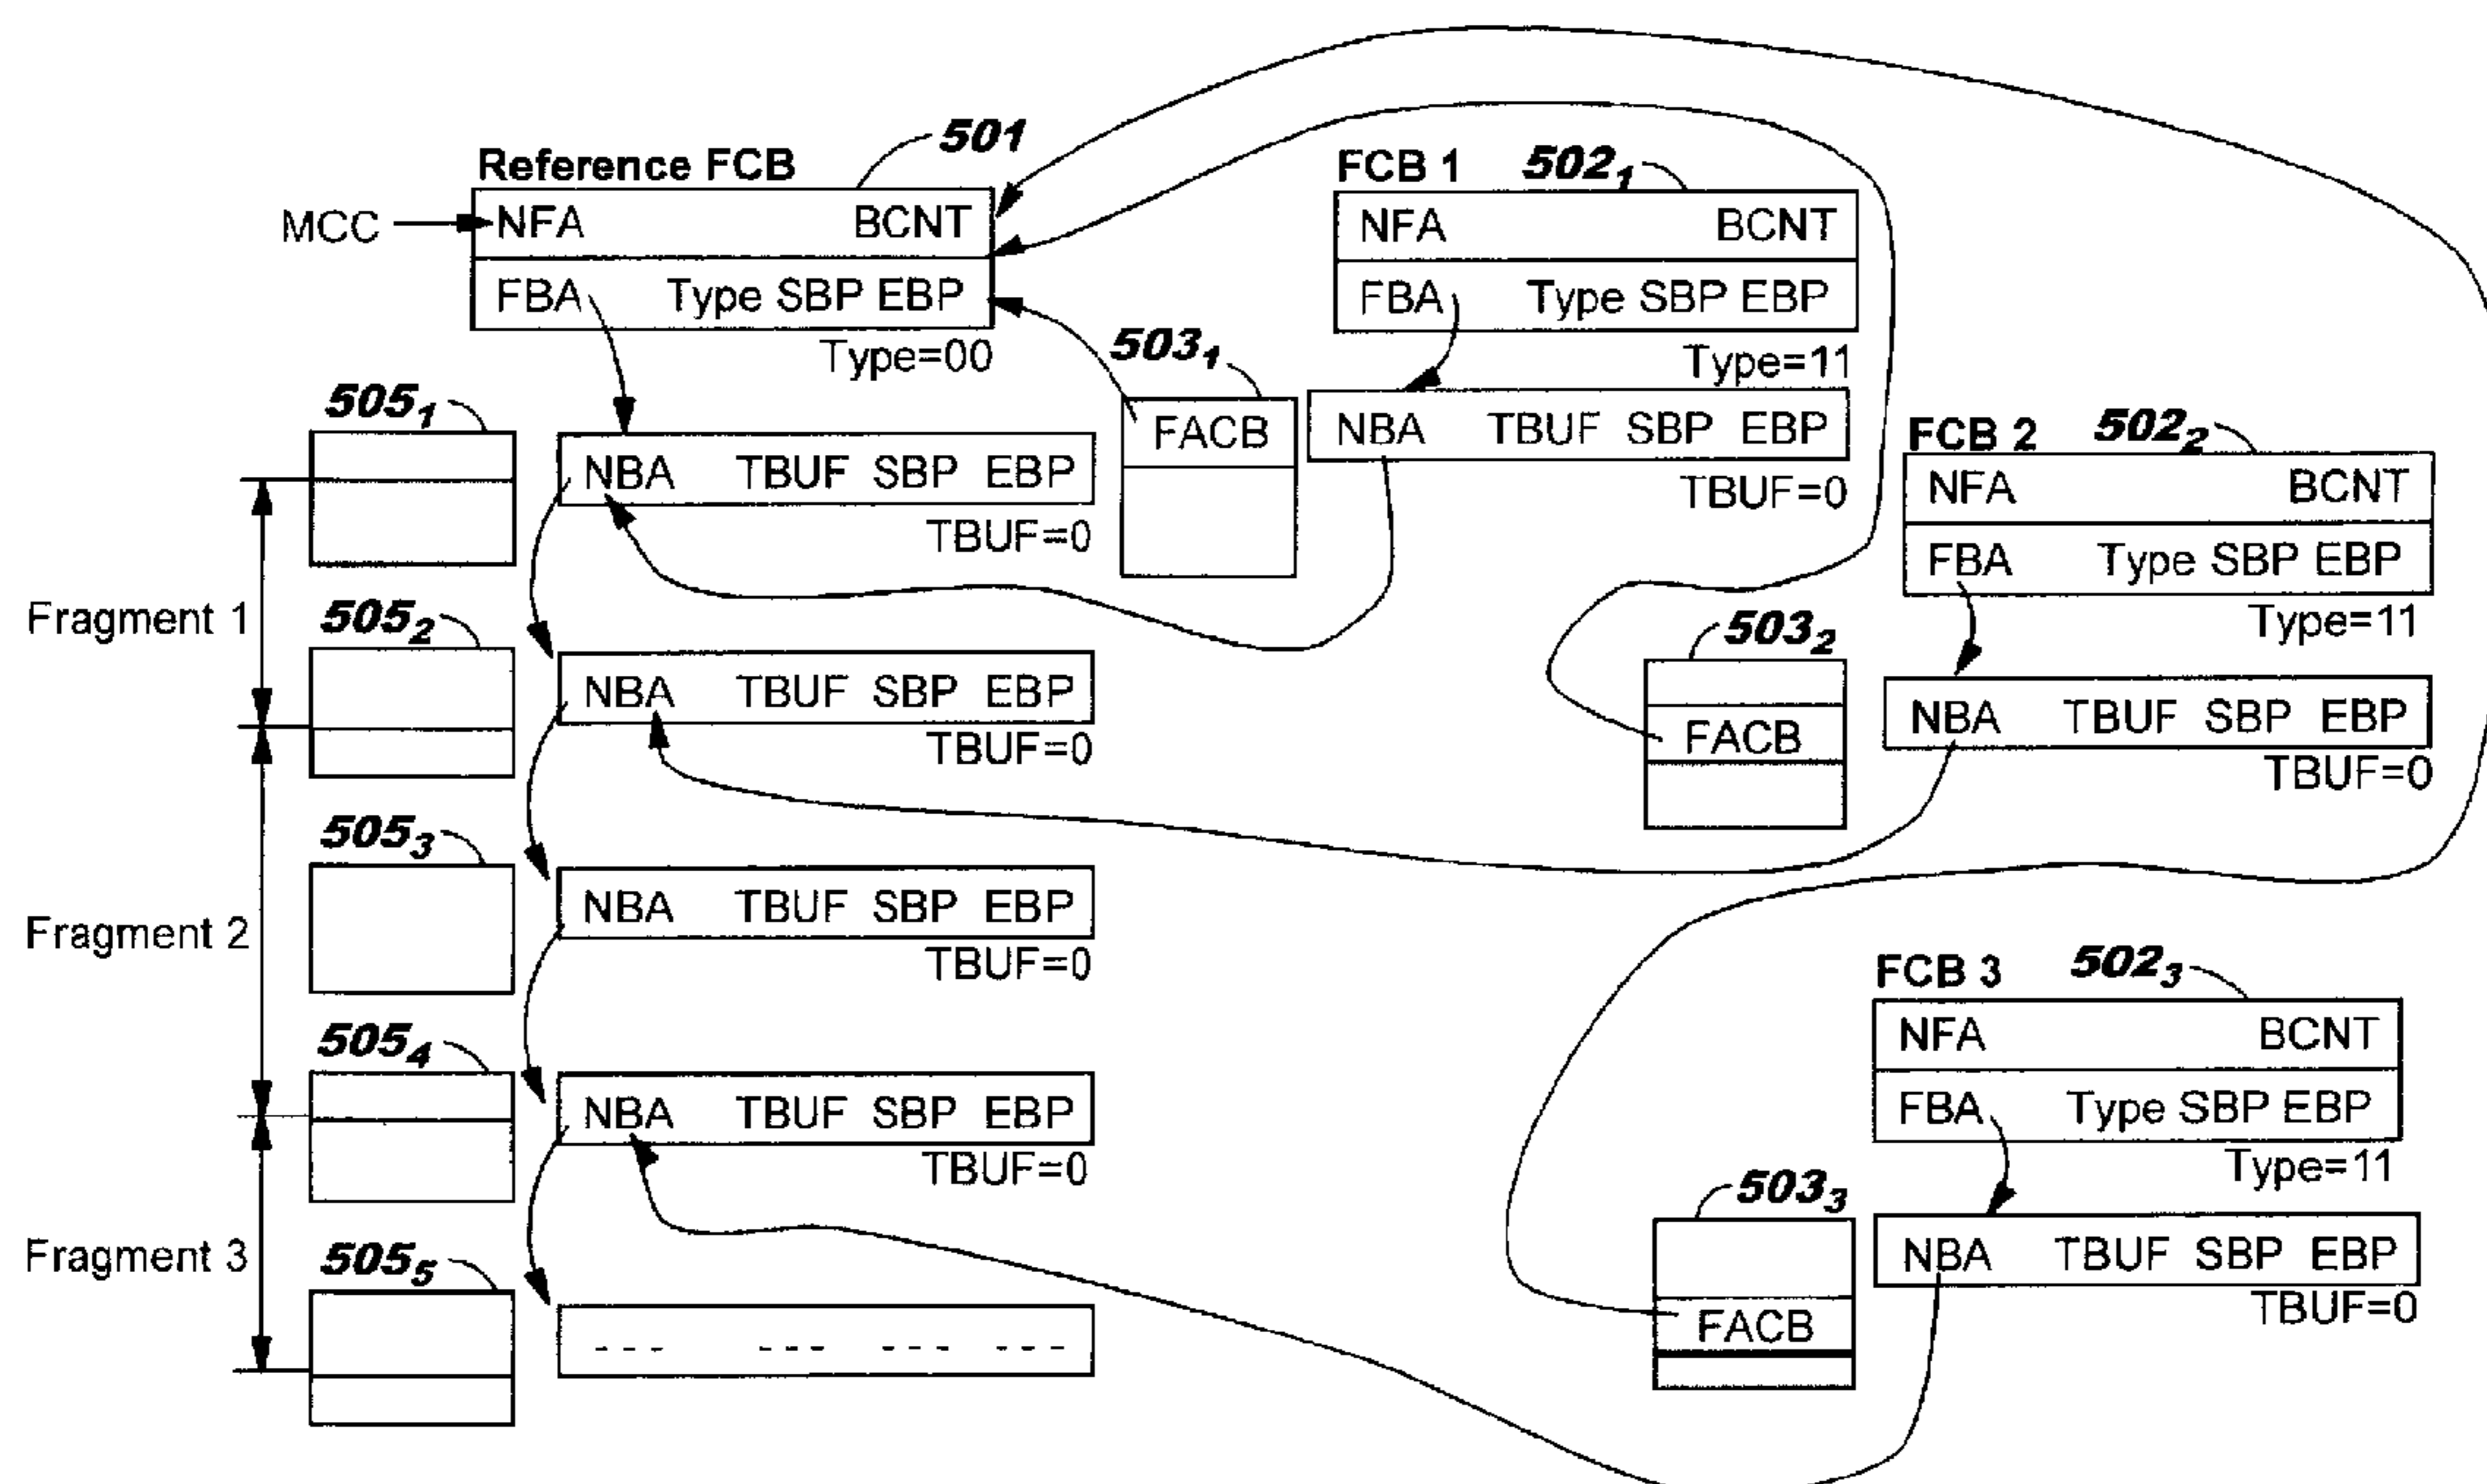 Reference FCB
501
MCC
NFA BCNT
FBA Type SBP EBP
Type=00
FCB 1
502₁
NFA BCNT
FBA Type SBP EBP
Type=11
503₁
FACB
NBA TBUF SBP EBP
TBUF=0
505₁
NBA TBUF SBP EBP
TBUF=0
FCB 2
502₂
NFA BCNT
FBA Type SBP EBP
Type=11
Fragment 1
505₂
NBA TBUF SBP EBP
TBUF=0
503₂
FACB
NBA TBUF SBP EBP
TBUF=0
505₃
Fragment 2
NBA TBUF SBP EBP
TBUF=0
FCB 3
502₃
NFA BCNT
FBA Type SBP EBP
Type=11
505₄
NBA TBUF SBP EBP
TBUF=0
503₃
FACB
NBA TBUF SBP EBP
TBUF=0
Fragment 3
505₅
--- --- --- ---